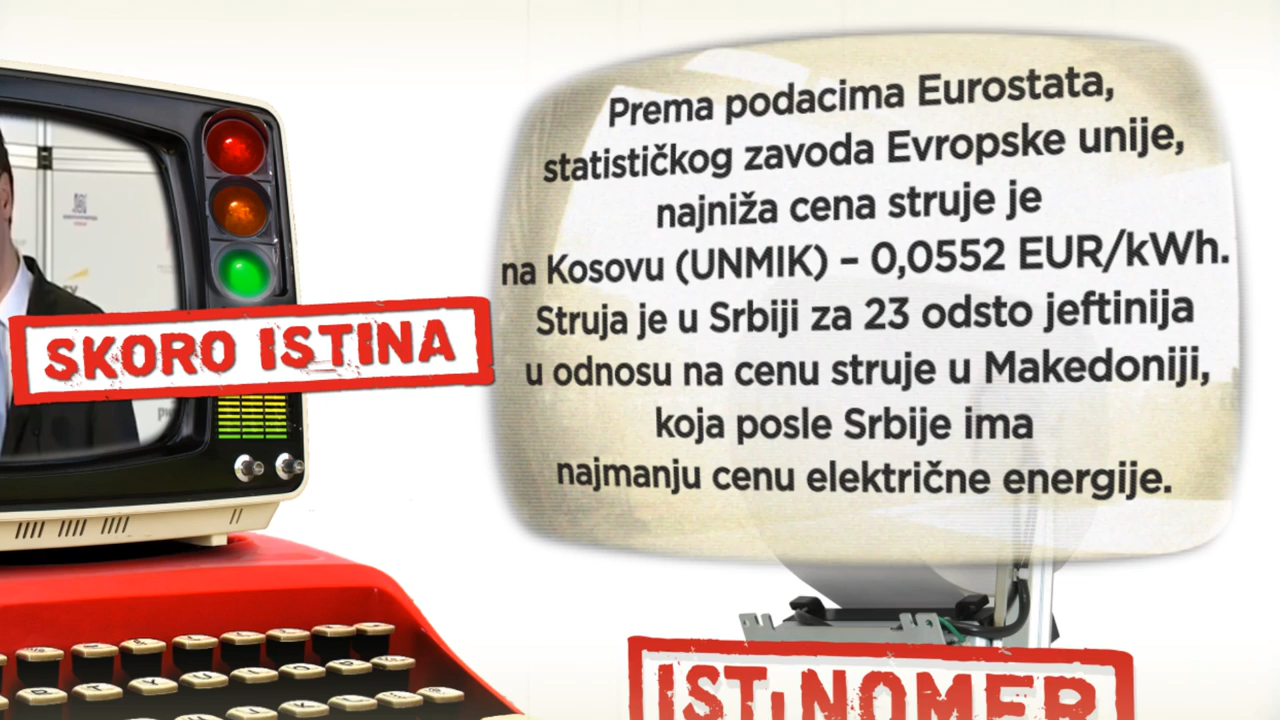 Prema podacima Eurostata,
statističkog zavoda Evropske unije,
najniža cena struje je
na Kosovu (UNMIK) – 0,0552 EUR/kWh.
Struja je u Srbiji za 23 odsto jeftinija
u odnosu na cenu struje u Makedoniji,
koja posle Srbije ima
najmanju cenu električne energije.
SKORO ISTINA
ISTINOMER